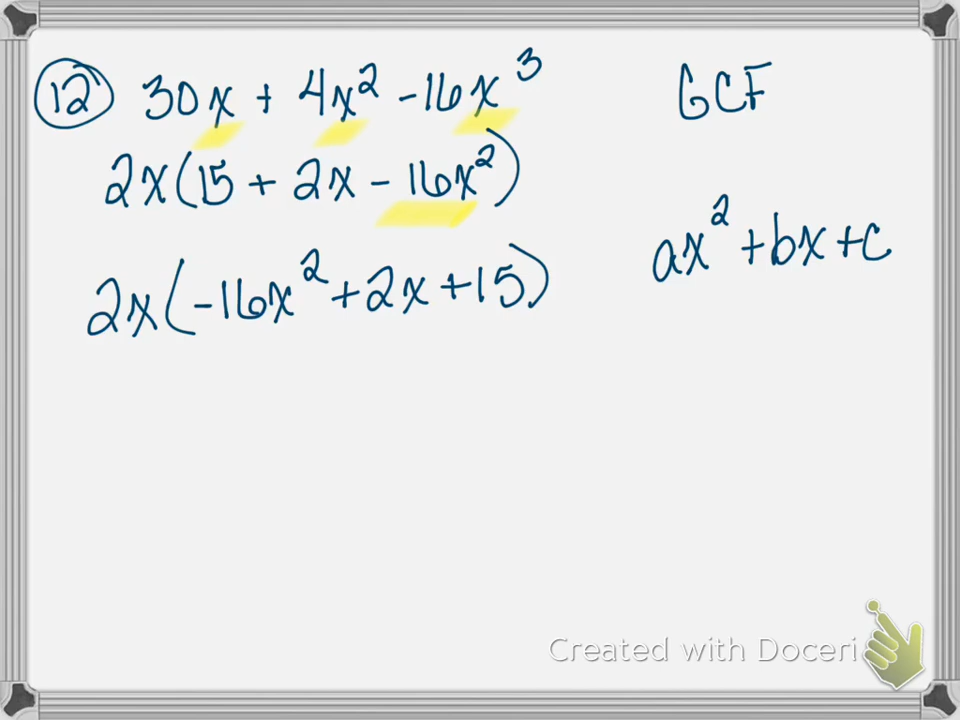 12 30x + 4x² - 16x³
GCF
2x(15 + 2x - 16x²)
ax² + bx + c
2x(-16x² + 2x + 15)
Created with Doceri